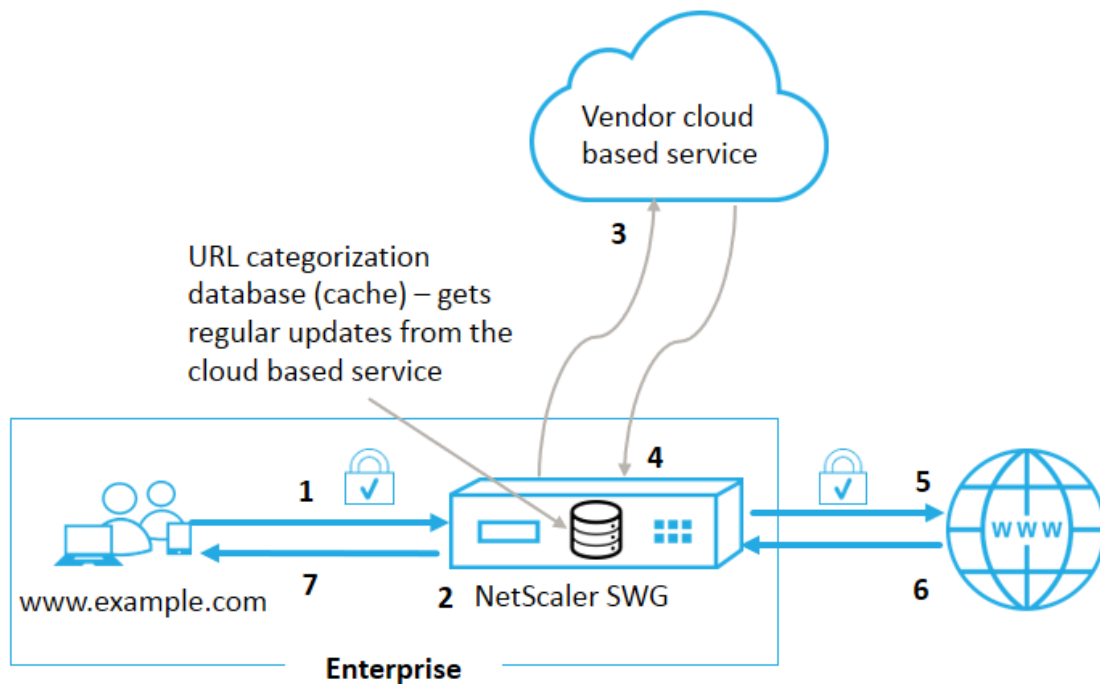 Vendor cloud
based service
3
URL categorization
database (cache) – gets
regular updates from the
cloud based service
4
1
5
www
7
2 NetScaler SWG
6
www.example.com
Enterprise